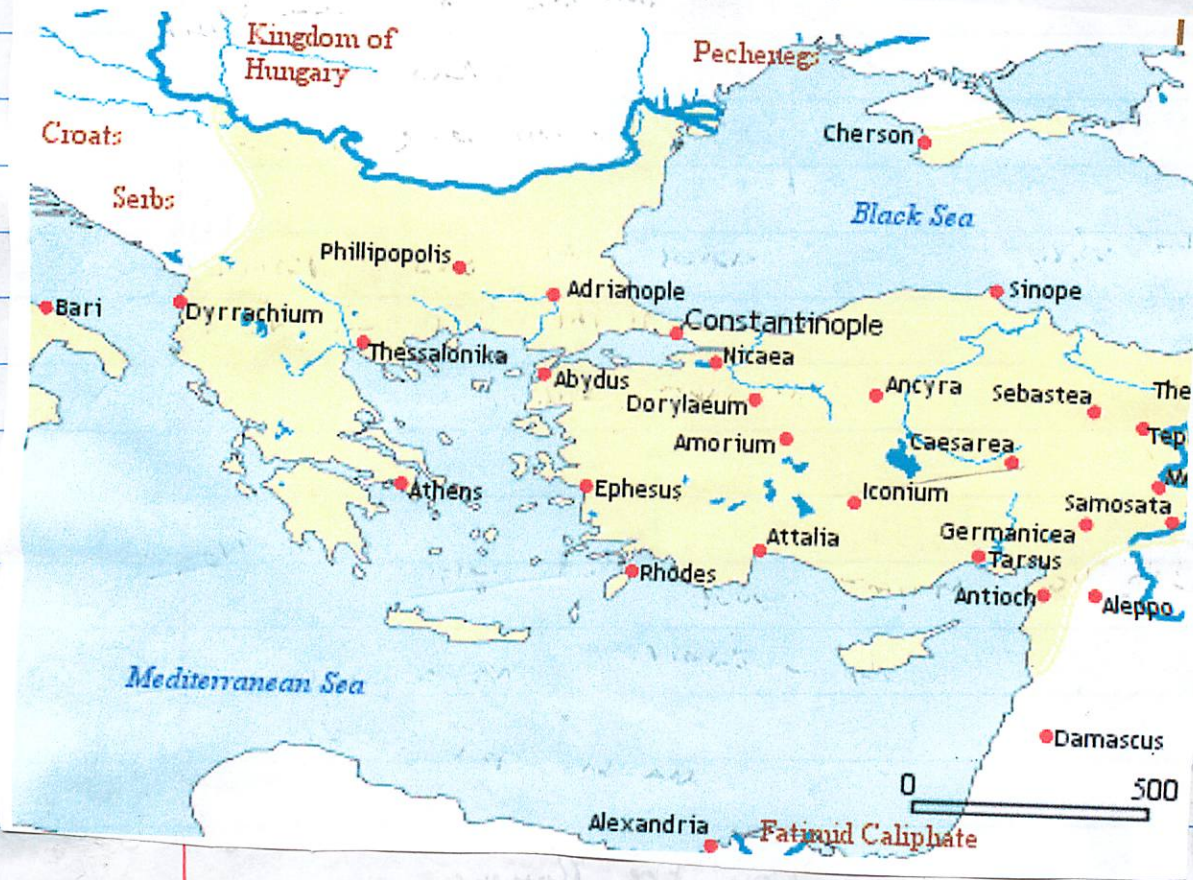 Kingdom of
Hungary
Pechenegs
Croats
Cherson
Serbs
Black Sea
Phillipopolis
Adrianople
Sinope
Bari
Dyrrachium
Constantinople
Thessalonika
Nicaea
Abydus
Ancyra
Sebastea
The
Dorylaeum
Amorium
Caesarea
Tep
Athens
Ephesus
Iconium
Samosata
Attalia
Germanicea
Tarsus
Rhodes
Antioch
Aleppo
Mediterranean Sea
Damascus
0
500
Alexandria
Fatimid Caliphate